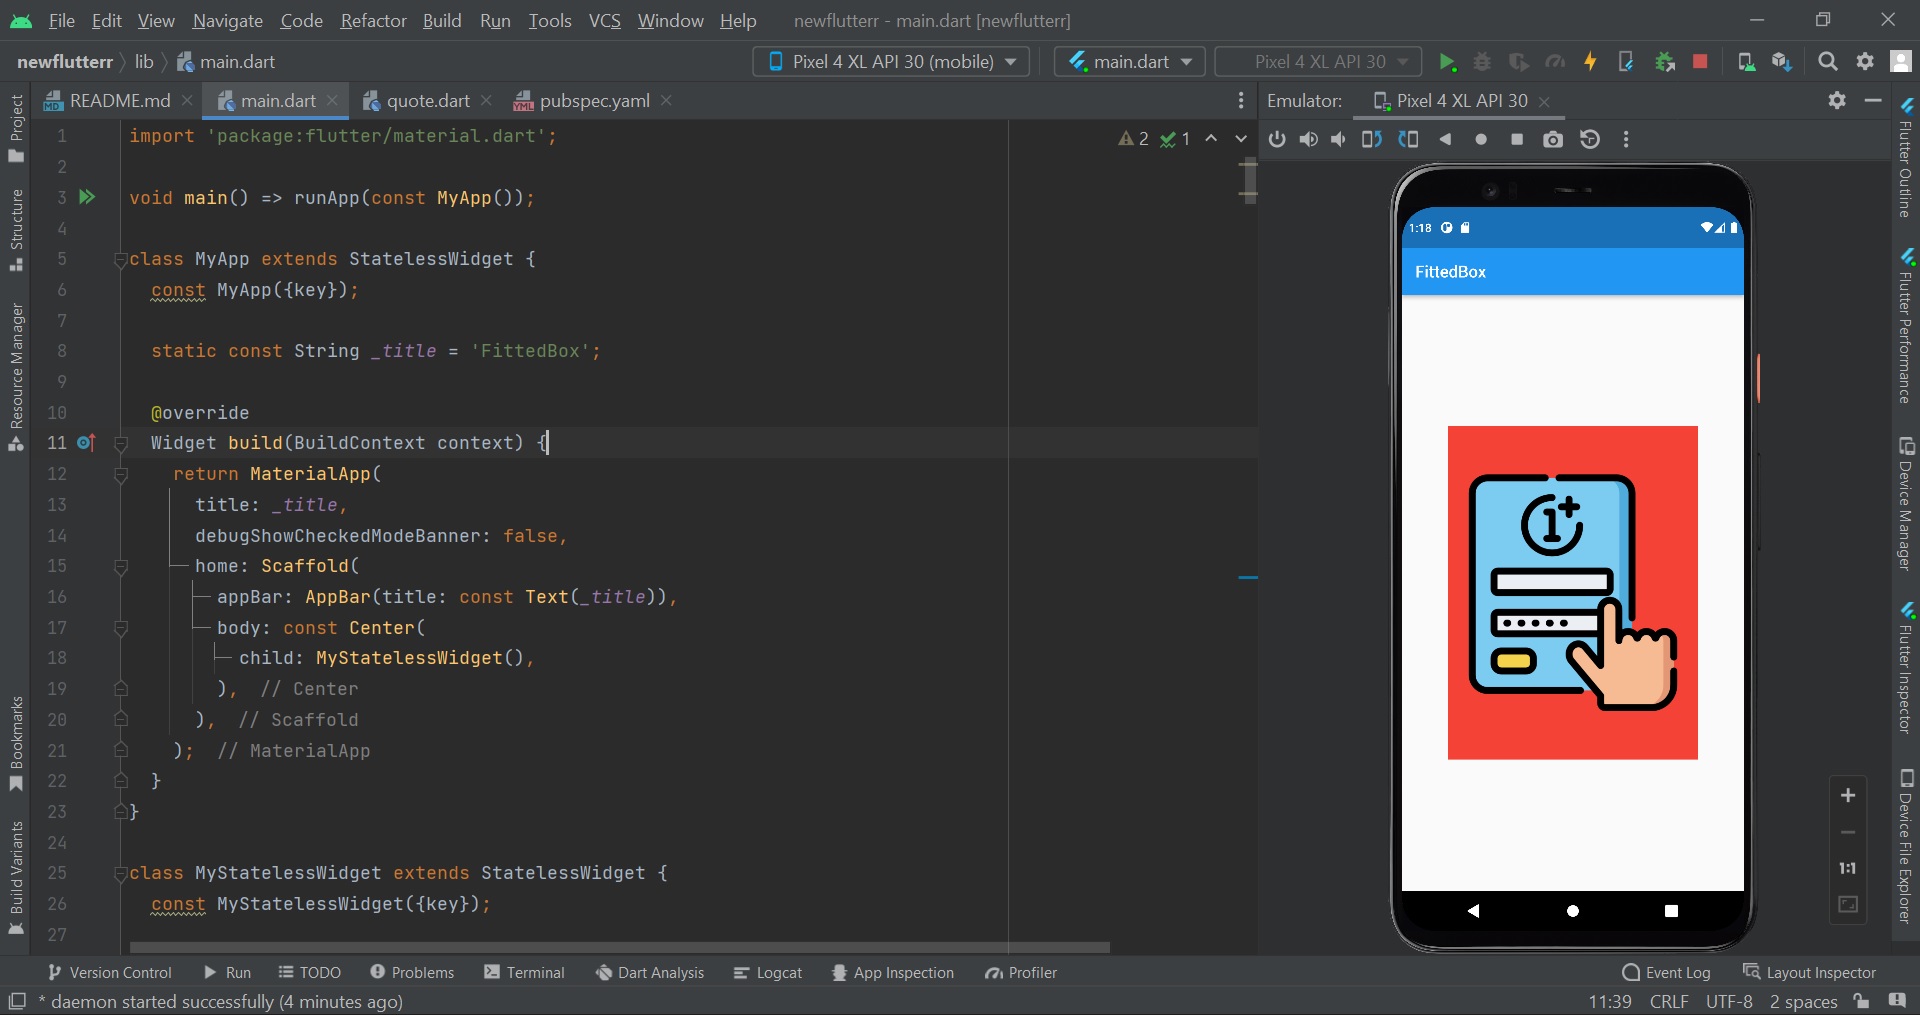 File Edit View Navigate Code Refactor Build Run Tools VCS Window Help newflutterr - main.dart [newflutterr]
newflutterr lib main.dart Pixel 4 XL API 30 (mobile) main.dart Pixel 4 XL API 30
README.md main.dart quote.dart pubspec.yaml Emulator: Pixel 4 XL API 30
2 1
1 import 'package:flutter/material.dart';
2
3 void main() => runApp(const MyApp());
4
5 class MyApp extends StatelessWidget {
6 const MyApp({key});
7
8 static const String _title = 'FittedBox';
9
10 @override
11 Widget build(BuildContext context) {
12 return MaterialApp(
13 title: _title,
14 debugShowCheckedModeBanner: false,
15 home: Scaffold(
16 appBar: AppBar(title: const Text(_title)),
17 body: const Center(
18 child: MyStatelessWidget(),
19 ), // Center
20 ), // Scaffold
21 ); // MaterialApp
22 }
23 }
24
25 class MyStatelessWidget extends StatelessWidget {
26 const MyStatelessWidget({key});
27
Project
Structure
Resource Manager
Bookmarks
Build Variants
1:18
FittedBox
1
1:1
Flutter Outline
Flutter Performance
Device Manager
Flutter Inspector
Device File Explorer
Version Control Run TODO Problems Terminal Dart Analysis Logcat App Inspection Profiler Event Log Layout Inspector
* daemon started successfully (4 minutes ago) 11:39 CRLF UTF-8 2 spaces